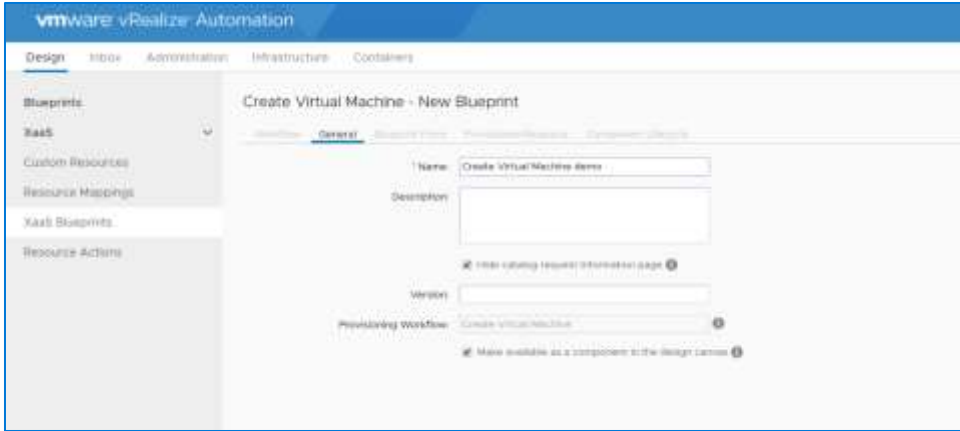 vmware vRealize Automation
Design Inbox Administration Infrastructure Containers
Blueprints
XaaS
Custom Resources
Resource Mappings
XaaS Blueprints
Resource Actions
Create Virtual Machine - New Blueprint
Workflow General Blueprint Form Provisioned Resource Component Lifecycle
* Name: Create Virtual Machine demo
Description:
Hide catalog request information page
Version:
Provisioning Workflow: Create Virtual Machine
Make available as a component in the design canvas